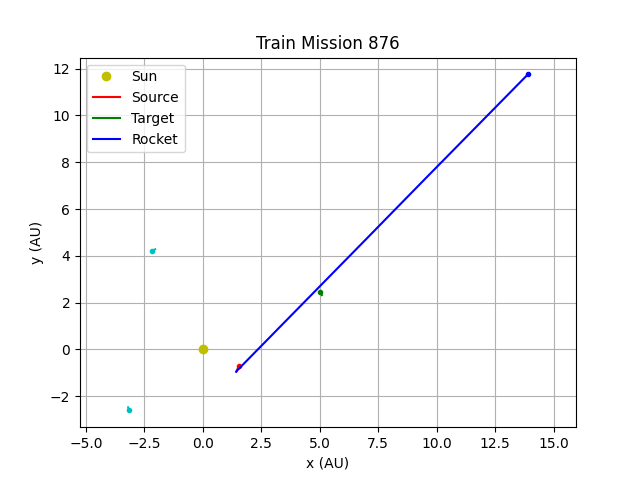 Train Mission 876
Sun
Source
Target
Rocket
y (AU)
12
10
8
6
4
2
0
−2
−5.0 −2.5 0.0 2.5 5.0 7.5 10.0 12.5 15.0
x (AU)